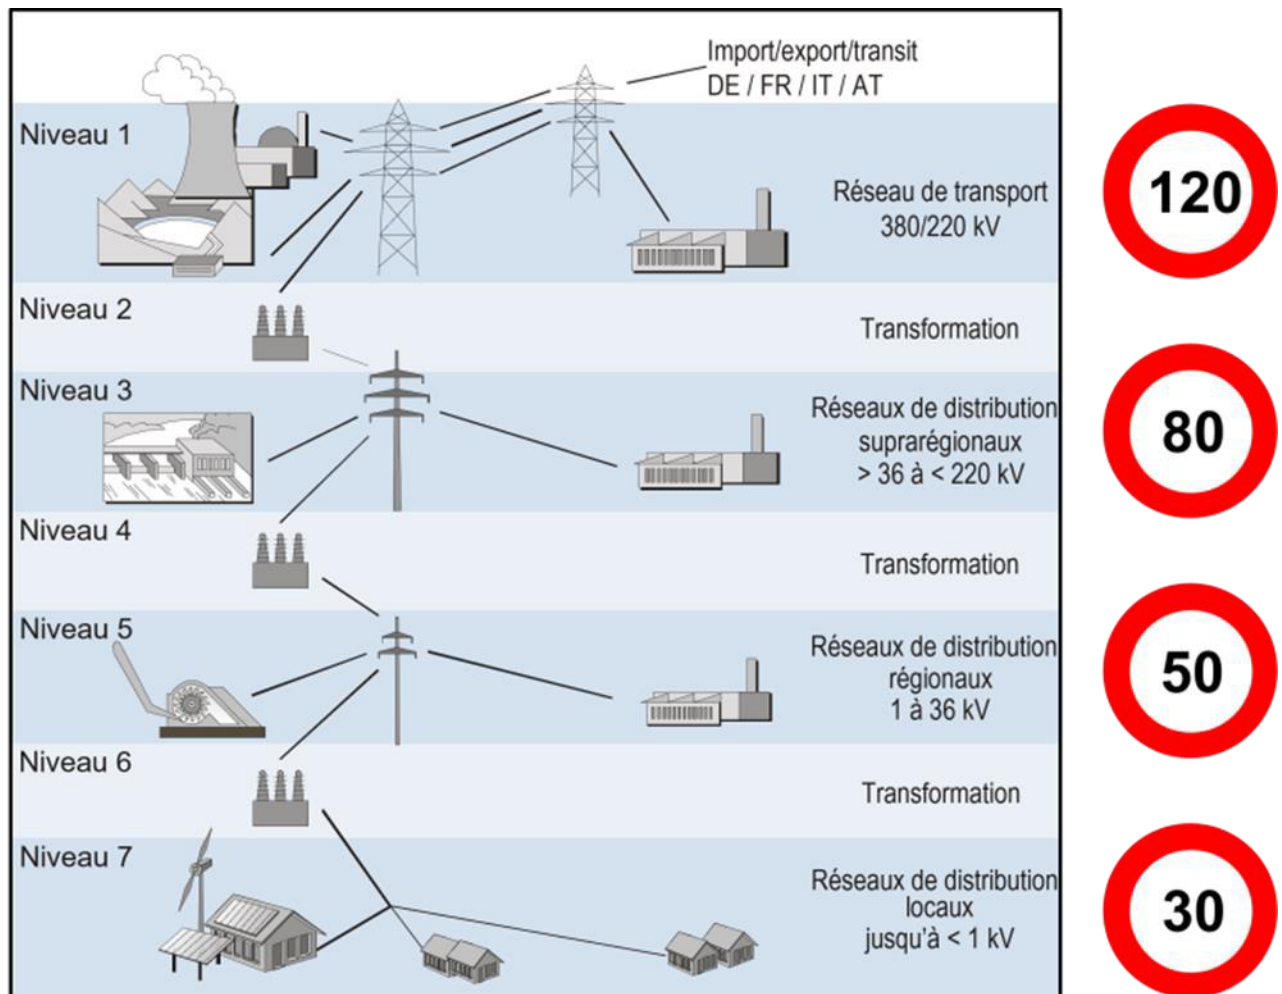 Import/export/transit
DE / FR / IT / AT
Niveau 1
Réseau de transport
380/220 kV
120
Niveau 2
Transformation
Niveau 3
Réseaux de distribution
suprarégionaux
> 36 à < 220 kV
80
Niveau 4
Transformation
Niveau 5
Réseaux de distribution
régionaux
1 à 36 kV
50
Niveau 6
Transformation
Niveau 7
Réseaux de distribution
locaux
jusqu'à < 1 kV
30